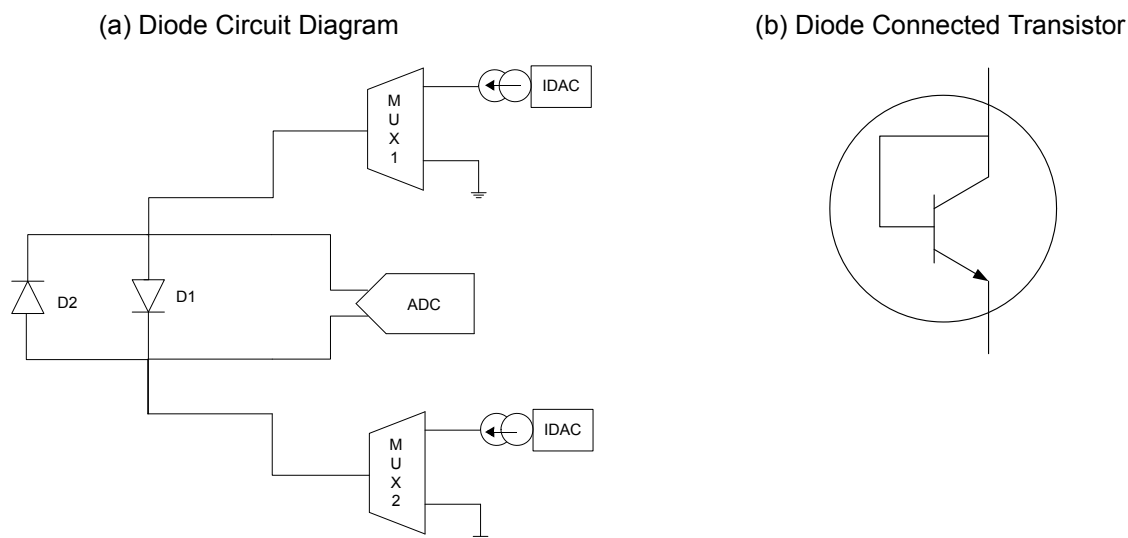 (a) Diode Circuit Diagram
(b) Diode Connected Transistor
IDAC
M
U
X
1
D2
D1
ADC
IDAC
M
U
X
2